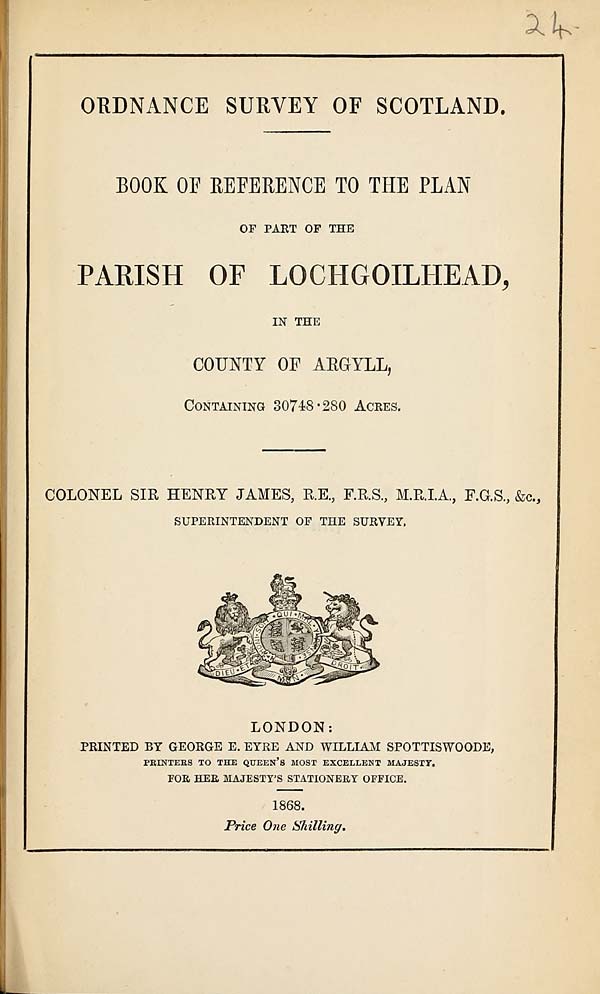 24.
ORDNANCE SURVEY OF SCOTLAND.
BOOK OF REFERENCE TO THE PLAN
OF PART OF THE
PARISH OF LOCHGOILHEAD,
IN THE
COUNTY OF ARGYLL,
CONTAINING 30748·280 ACRES.
COLONEL SIR HENRY JAMES, R.E., F.R.S., M.R.I.A., F.G.S., &c.,
SUPERINTENDENT OF THE SURVEY.
QUI MAL
DIEU ET MON DROIT
LONDON:
PRINTED BY GEORGE E. EYRE AND WILLIAM SPOTTISWOODE,
PRINTERS TO THE QUEEN'S MOST EXCELLENT MAJESTY.
FOR HER MAJESTY'S STATIONERY OFFICE.
1868.
Price One Shilling.